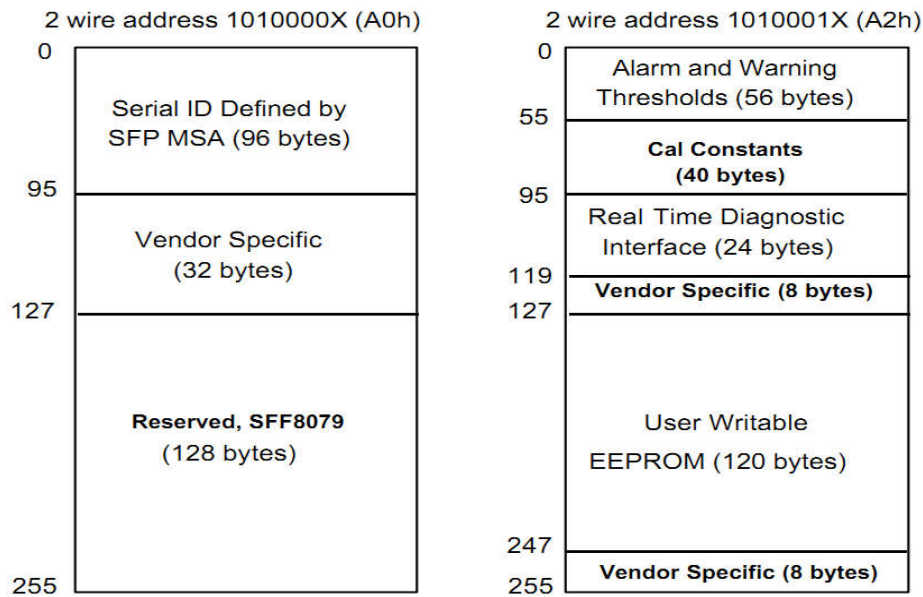 2 wire address 1010000X (A0h)
0
Serial ID Defined by
SFP MSA (96 bytes)
95
Vendor Specific
(32 bytes)
127
Reserved, SFF8079
(128 bytes)
255
2 wire address 1010001X (A2h)
0
Alarm and Warning
Thresholds (56 bytes)
55
Cal Constants
(40 bytes)
95
Real Time Diagnostic
Interface (24 bytes)
119
Vendor Specific (8 bytes)
127
User Writable
EEPROM (120 bytes)
247
Vendor Specific (8 bytes)
255